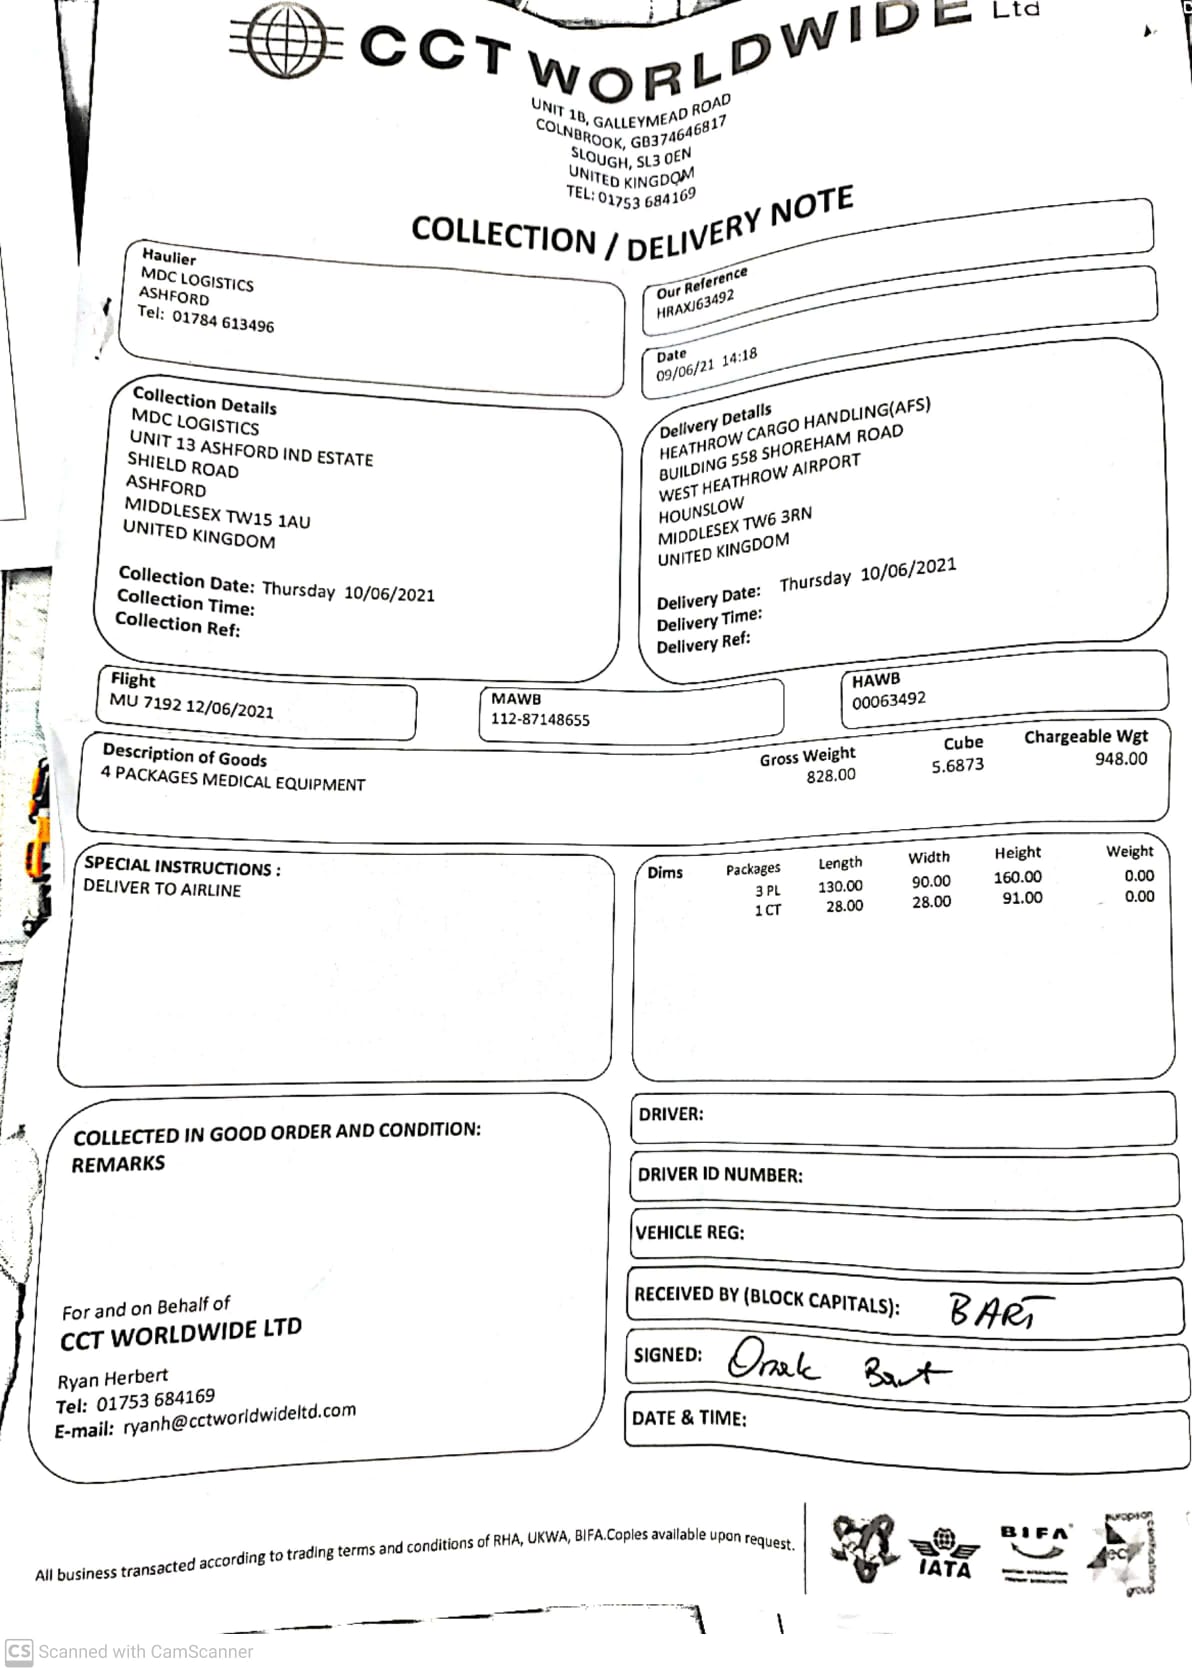 CCT WORLDWIDE Ltd
UNIT 1B, GALLEYMEAD ROAD
COLNBROOK, GB374646817
SLOUGH, SL3 0EN
UNITED KINGDOM
TEL: 01753 684169
COLLECTION / DELIVERY NOTE
Haulier
MDC LOGISTICS
ASHFORD
Tel: 01784 613496
Our Reference
HRAXJ63492
Date
09/06/21 14:18
Collection Details
MDC LOGISTICS
UNIT 13 ASHFORD IND ESTATE
SHIELD ROAD
ASHFORD
MIDDLESEX TW15 1AU
UNITED KINGDOM
Collection Date: Thursday 10/06/2021
Collection Time:
Collection Ref:
Delivery Details
HEATHROW CARGO HANDLING(AFS)
BUILDING 558 SHOREHAM ROAD
WEST HEATHROW AIRPORT
HOUNSLOW
MIDDLESEX TW6 3RN
UNITED KINGDOM
Delivery Date: Thursday 10/06/2021
Delivery Time:
Delivery Ref:
Flight
MU 7192 12/06/2021
MAWB
112-87148655
HAWB
00063492
Description of Goods
4 PACKAGES MEDICAL EQUIPMENT
Gross Weight Cube Chargeable Wgt
828.00 5.6873 948.00
SPECIAL INSTRUCTIONS :
DELIVER TO AIRLINE
Dims Packages Length Width Height Weight
3 PL 130.00 90.00 160.00 0.00
1 CT 28.00 28.00 91.00 0.00
COLLECTED IN GOOD ORDER AND CONDITION:
REMARKS
For and on Behalf of
CCT WORLDWIDE LTD
Ryan Herbert
Tel: 01753 684169
E-mail: ryanh@cctworldwideltd.com
DRIVER:
DRIVER ID NUMBER:
VEHICLE REG:
RECEIVED BY (BLOCK CAPITALS): BART
SIGNED: Bart
DATE & TIME:
All business transacted according to trading terms and conditions of RHA, UKWA, BIFA.Copies available upon request.
IATA
BIFA
european
ec
group
CS Scanned with CamScanner